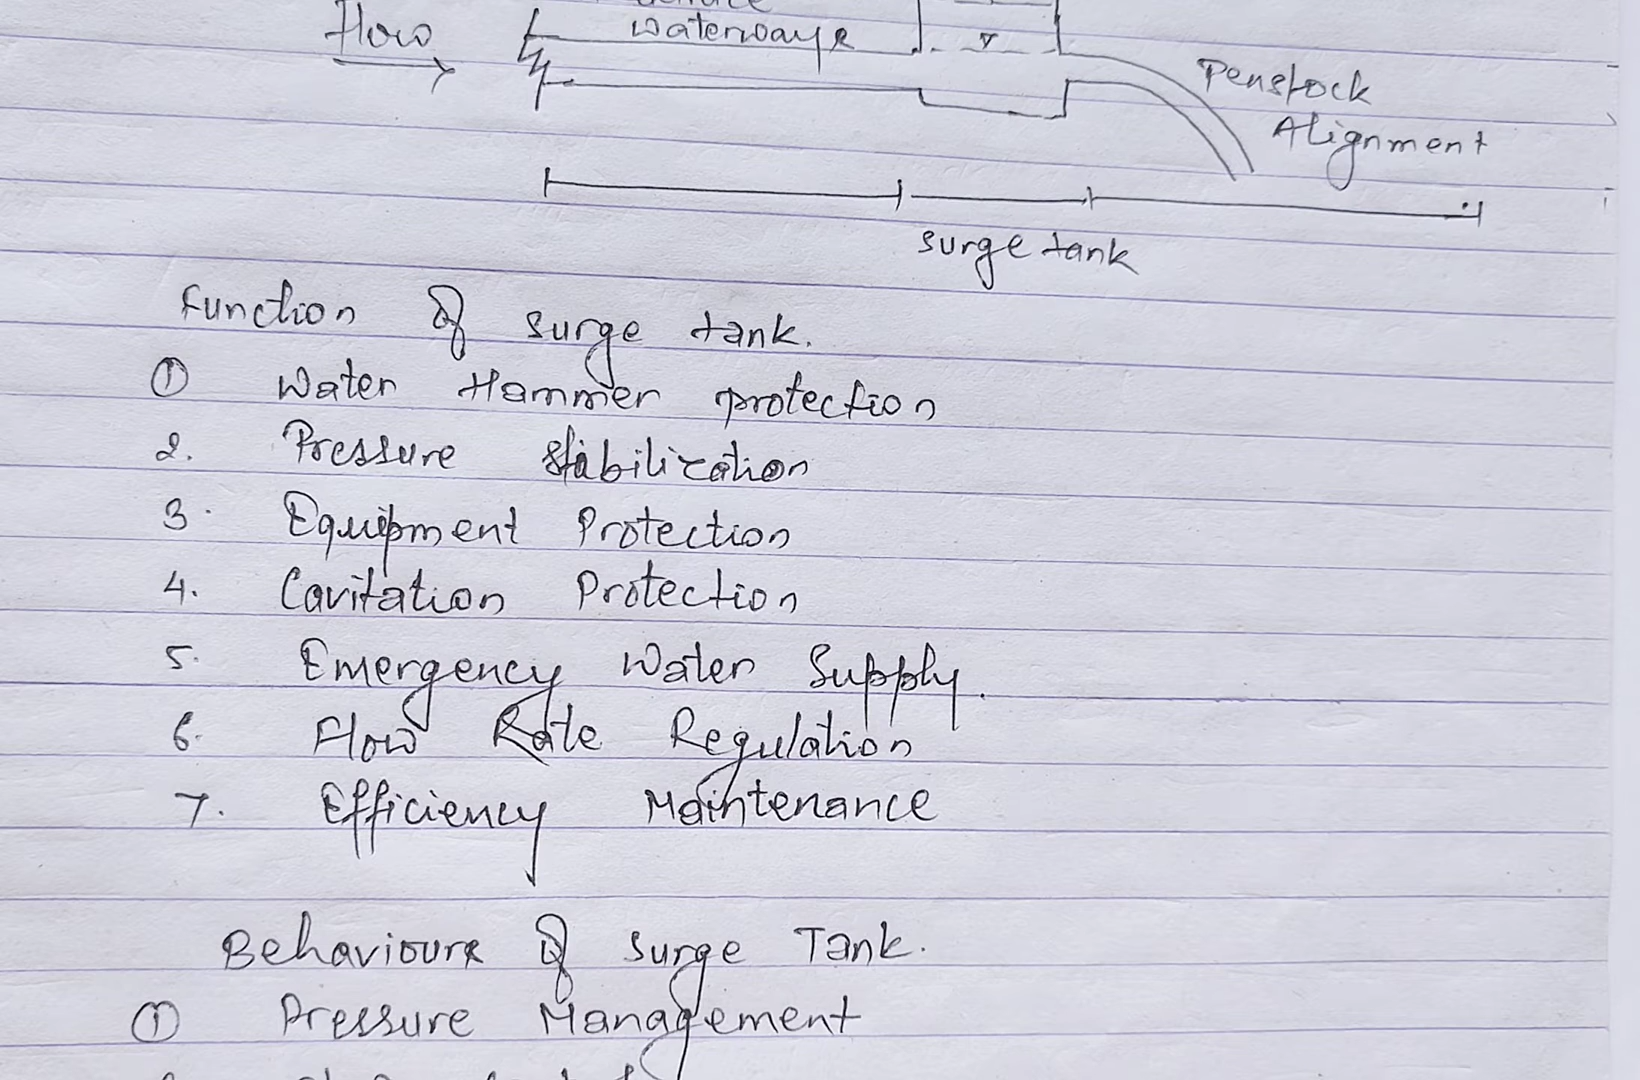 Flow
waterways
Penstock
Alignment
surge tank
Function Of surge tank.
① Water Hammer protection
2. Pressure stabilization
3. Equipment Protection
4. Cavitation Protection
5. Emergency Water Supply.
6. Flow Rate Regulation
7. Efficiency Maintenance
Behaviours Of surge Tank.
① Pressure Management